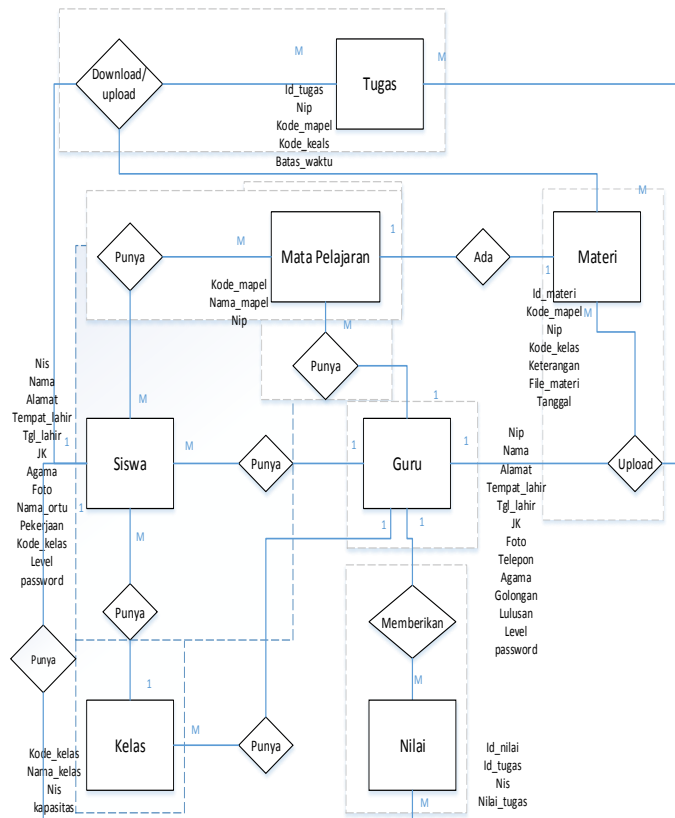 M
M
Download/
upload
Tugas
Id_tugas
Nip
Kode_mapel
Kode_keals
Batas_waktu
M
Punya
M
Mata Pelajaran
1
Ada
Materi
1
Kode_mapel
Nama_mapel
Nip
Id_materi
Kode_mapel
Nip
Kode_kelas
Keterangan
File_materi
Tanggal
M
M
Punya
1
Nis
Nama
Alamat
Tempat_lahir
Tgl_lahir
JK
Agama
Foto
Nama_ortu
Pekerjaan
Kode_kelas
Level
password
1
1
M
Siswa
M
Punya
1
Guru
1
Nip
Nama
Alamat
Tempat_lahir
Tgl_lahir
JK
Foto
Telepon
Agama
Golongan
Lulusan
Level
password
Upload
M
1
1
Punya
Memberikan
Punya
1
M
Kelas
M
Punya
Nilai
Kode_kelas
Nama_kelas
Nis
kapasitas
Id_nilai
Id_tugas
Nis
Nilai_tugas
M